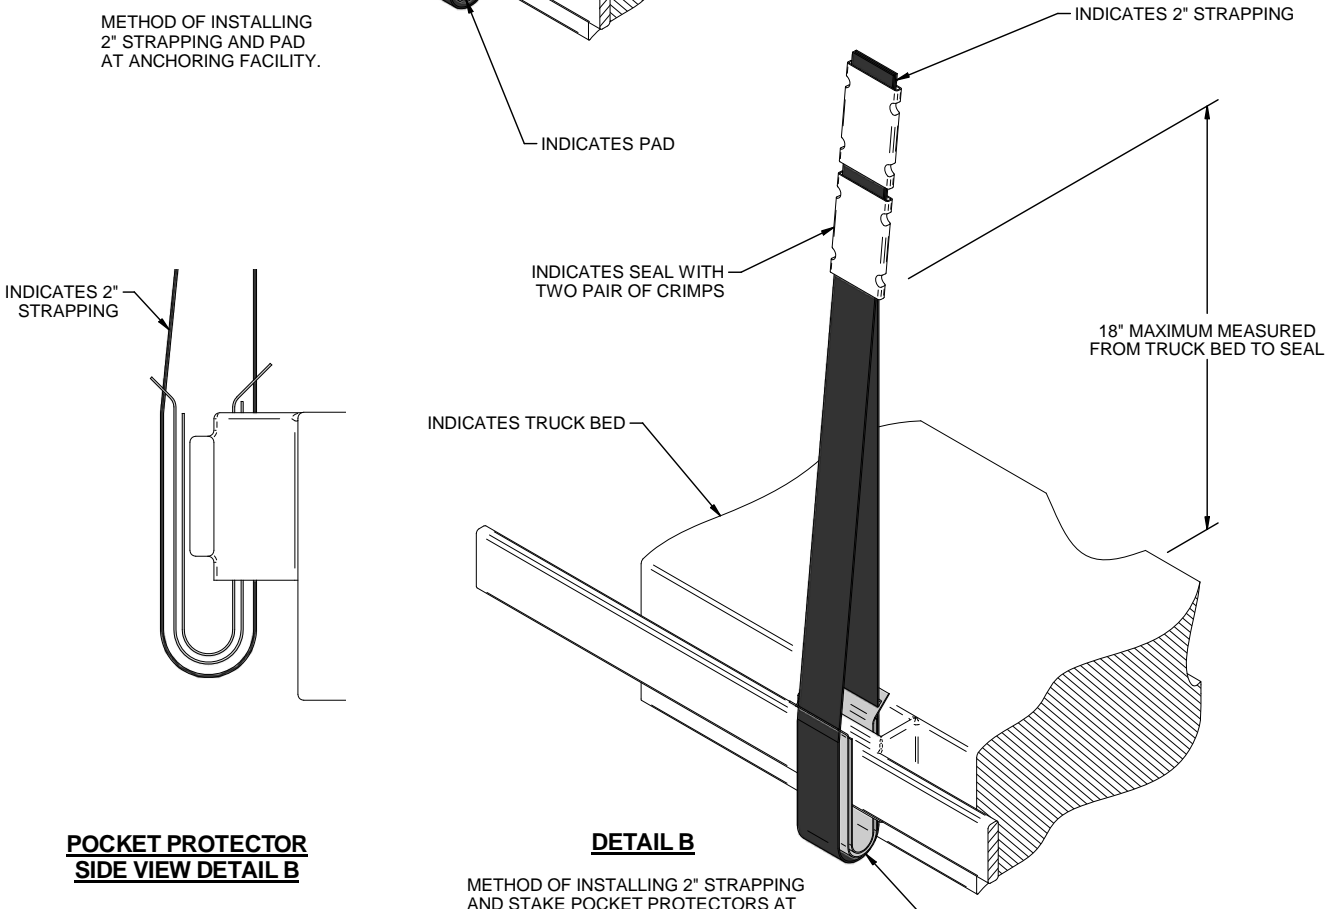 METHOD OF INSTALLING
2" STRAPPING AND PAD
AT ANCHORING FACILITY.
INDICATES 2" STRAPPING
INDICATES PAD
INDICATES SEAL WITH
TWO PAIR OF CRIMPS
INDICATES 2"
STRAPPING
18" MAXIMUM MEASURED
FROM TRUCK BED TO SEAL
INDICATES TRUCK BED
POCKET PROTECTOR
SIDE VIEW DETAIL B
DETAIL B
METHOD OF INSTALLING 2" STRAPPING
AND STAKE POCKET PROTECTORS AT